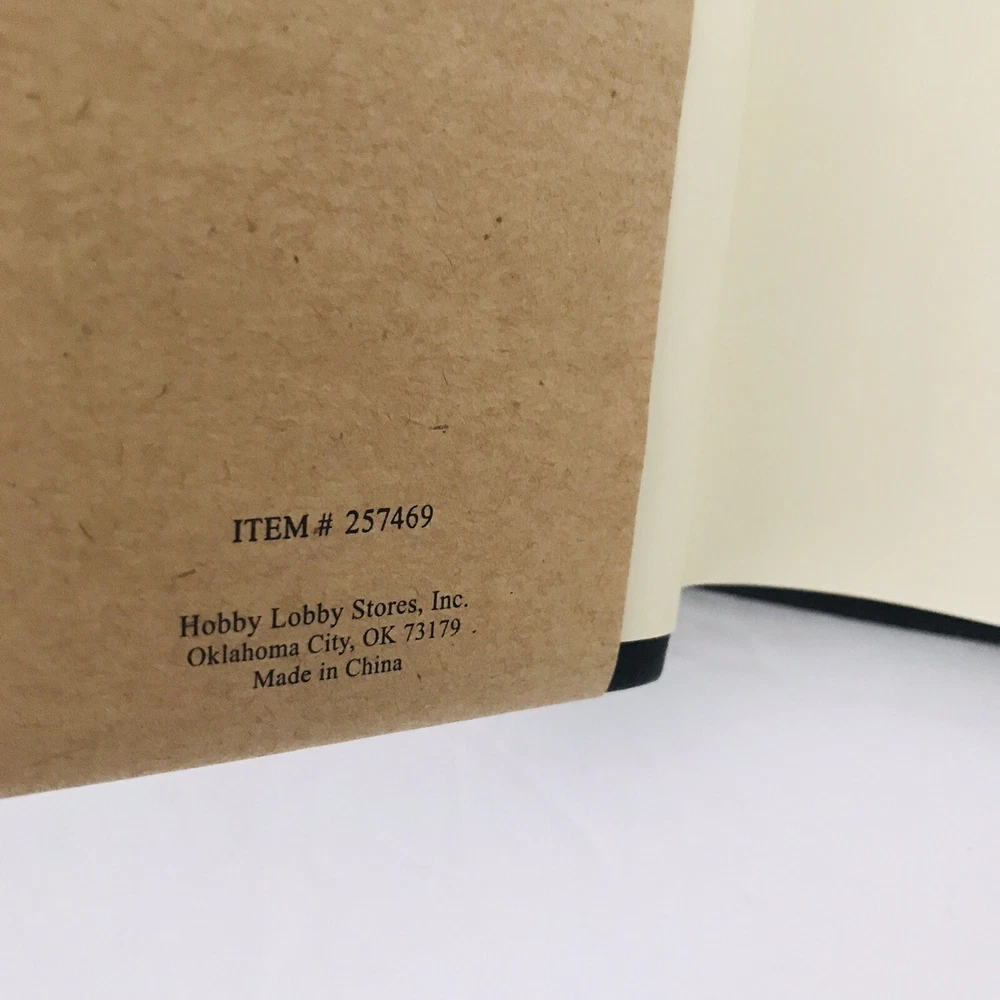 ITEM # 257469
Hobby Lobby Stores, Inc.
Oklahoma City, OK 73179
Made in China